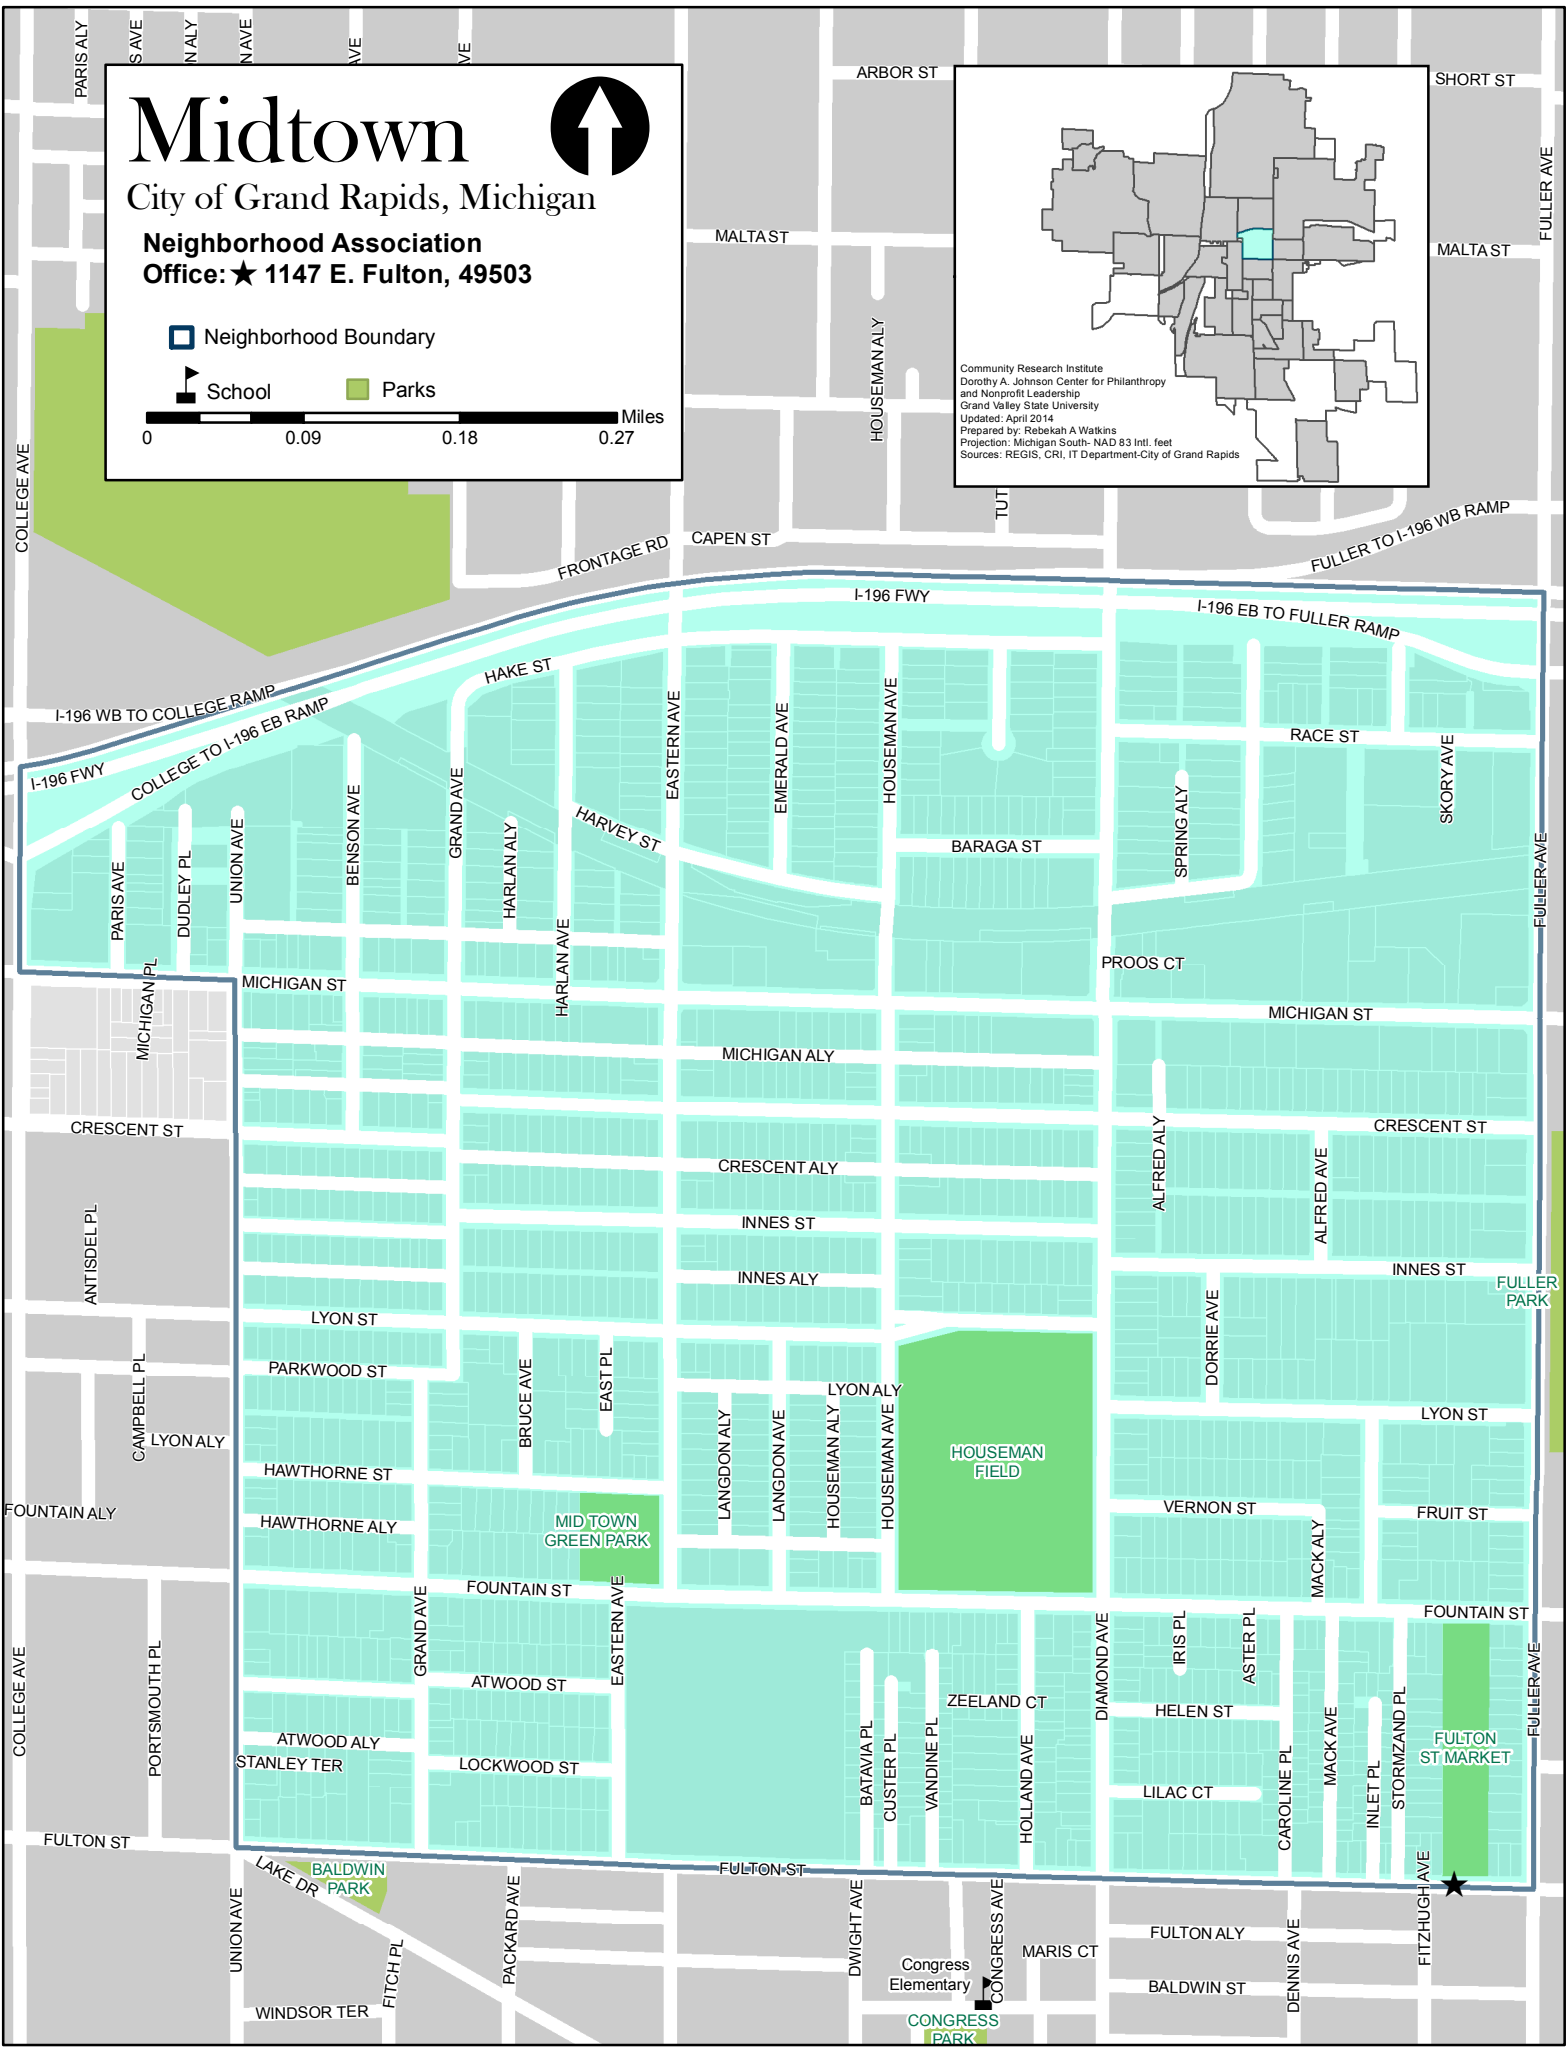 PARIS ALY
S AVE
N ALY
N AVE
AVE
VE
ARBOR ST
SHORT ST
Midtown
City of Grand Rapids, Michigan
Neighborhood Association
Office: ★ 1147 E. Fulton, 49503
Neighborhood Boundary
School
Parks
Miles
0
0.09
0.18
0.27
MALTA ST
MALTA ST
FULLER AVE
HOUSEMAN ALY
Community Research Institute
Dorothy A. Johnson Center for Philanthropy
and Nonprofit Leadership
Grand Valley State University
Updated: April 2014
Prepared by: Rebekah A Watkins
Projection: Michigan South- NAD 83 Intl. feet
Sources: REGIS, CRI, IT Department-City of Grand Rapids
COLLEGE AVE
TUT
FRONTAGE RD
CAPEN ST
FULLER TO I-196 WB RAMP
I-196 FWY
I-196 EB TO FULLER RAMP
HAKE ST
I-196 WB TO COLLEGE RAMP
COLLEGE TO I-196 EB RAMP
I-196 FWY
EASTERN AVE
EMERALD AVE
HOUSEMAN AVE
RACE ST
SKORY AVE
GRAND AVE
BENSON AVE
HARVEY ST
BARAGA ST
SPRING ALY
FULLER AVE
PARIS AVE
DUDLEY PL
UNION AVE
HARLAN ALY
HARLAN AVE
PROOS CT
MICHIGAN PL
MICHIGAN ST
MICHIGAN ST
MICHIGAN ALY
CRESCENT ST
CRESCENT ST
ALFRED ALY
ALFRED AVE
CRESCENT ALY
INNES ST
ANTISDEL PL
INNES ALY
INNES ST
FULLER
PARK
LYON ST
DORRIE AVE
PARKWOOD ST
CAMPBELL PL
BRUCE AVE
EAST PL
LYON ALY
LYON ST
LYON ALY
LANGDON ALY
LANGDON AVE
HOUSEMAN ALY
HOUSEMAN AVE
HOUSEMAN
FIELD
HAWTHORNE ST
FOUNTAIN ALY
HAWTHORNE ALY
MID TOWN
GREEN PARK
VERNON ST
FRUIT ST
MACK ALY
FOUNTAIN ST
FOUNTAIN ST
GRAND AVE
EASTERN AVE
DIAMOND AVE
IRIS PL
ASTER PL
COLLEGE AVE
PORTSMOUTH PL
ATWOOD ST
ZEELAND CT
HELEN ST
FULLER AVE
ATWOOD ALY
STANLEY TER
LOCKWOOD ST
BATAVIA PL
CUSTER PL
VANDINE PL
HOLLAND AVE
LILAC CT
CAROLINE PL
MACK AVE
INLET PL
STORMZAND PL
FULTON
ST MARKET
FULTON ST
FULTON ST
LAKE DR
BALDWIN
PARK
UNION AVE
FITCH PL
PACKARD AVE
DWIGHT AVE
CONGRESS AVE
MARIS CT
FULTON ALY
DENNIS AVE
FITZHUGH AVE
Congress
Elementary
BALDWIN ST
WINDSOR TER
CONGRESS
PARK